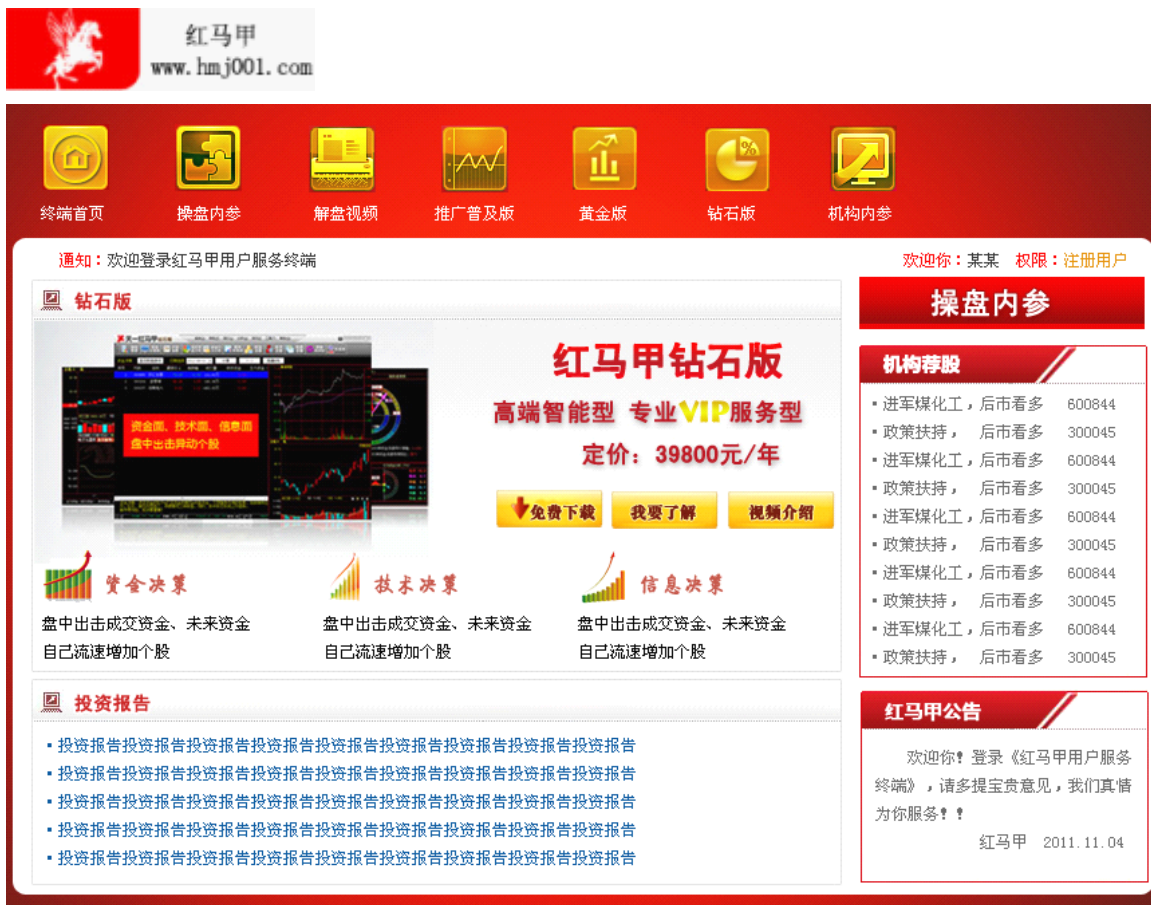 红马甲
www.hmj001.com
终端首页 操盘内参 解盘视频 推广普及版 黄金版 钻石版 机构内参
通知：欢迎登录红马甲用户服务终端
欢迎你：某某 权限：注册用户
钻石版
天一红马甲
资金面、技术面、信息面
盘中出击异动个股
红马甲钻石版
高端智能型 专业VIP服务型
定价：39800元/年
免费下载 我要了解 视频介绍
资金决策 技术决策 信息决策
盘中出击成交资金、未来资金 盘中出击成交资金、未来资金 盘中出击成交资金、未来资金
自己流速增加个股 自己流速增加个股 自己流速增加个股
投资报告
▪投资报告投资报告投资报告投资报告投资报告投资报告投资报告投资报告投资报告
▪投资报告投资报告投资报告投资报告投资报告投资报告投资报告投资报告投资报告
▪投资报告投资报告投资报告投资报告投资报告投资报告投资报告投资报告投资报告
▪投资报告投资报告投资报告投资报告投资报告投资报告投资报告投资报告投资报告
▪投资报告投资报告投资报告投资报告投资报告投资报告投资报告投资报告投资报告
操盘内参
机构荐股
▪进军煤化工，后市看多 600844
▪政策扶持， 后市看多 300045
▪进军煤化工，后市看多 600844
▪政策扶持， 后市看多 300045
▪进军煤化工，后市看多 600844
▪政策扶持， 后市看多 300045
▪进军煤化工，后市看多 600844
▪政策扶持， 后市看多 300045
▪进军煤化工，后市看多 600844
▪政策扶持， 后市看多 300045
红马甲公告
欢迎你！登录《红马甲用户服务
终端》，请多提宝贵意见，我们真情
为你服务！！
红马甲 2011.11.04